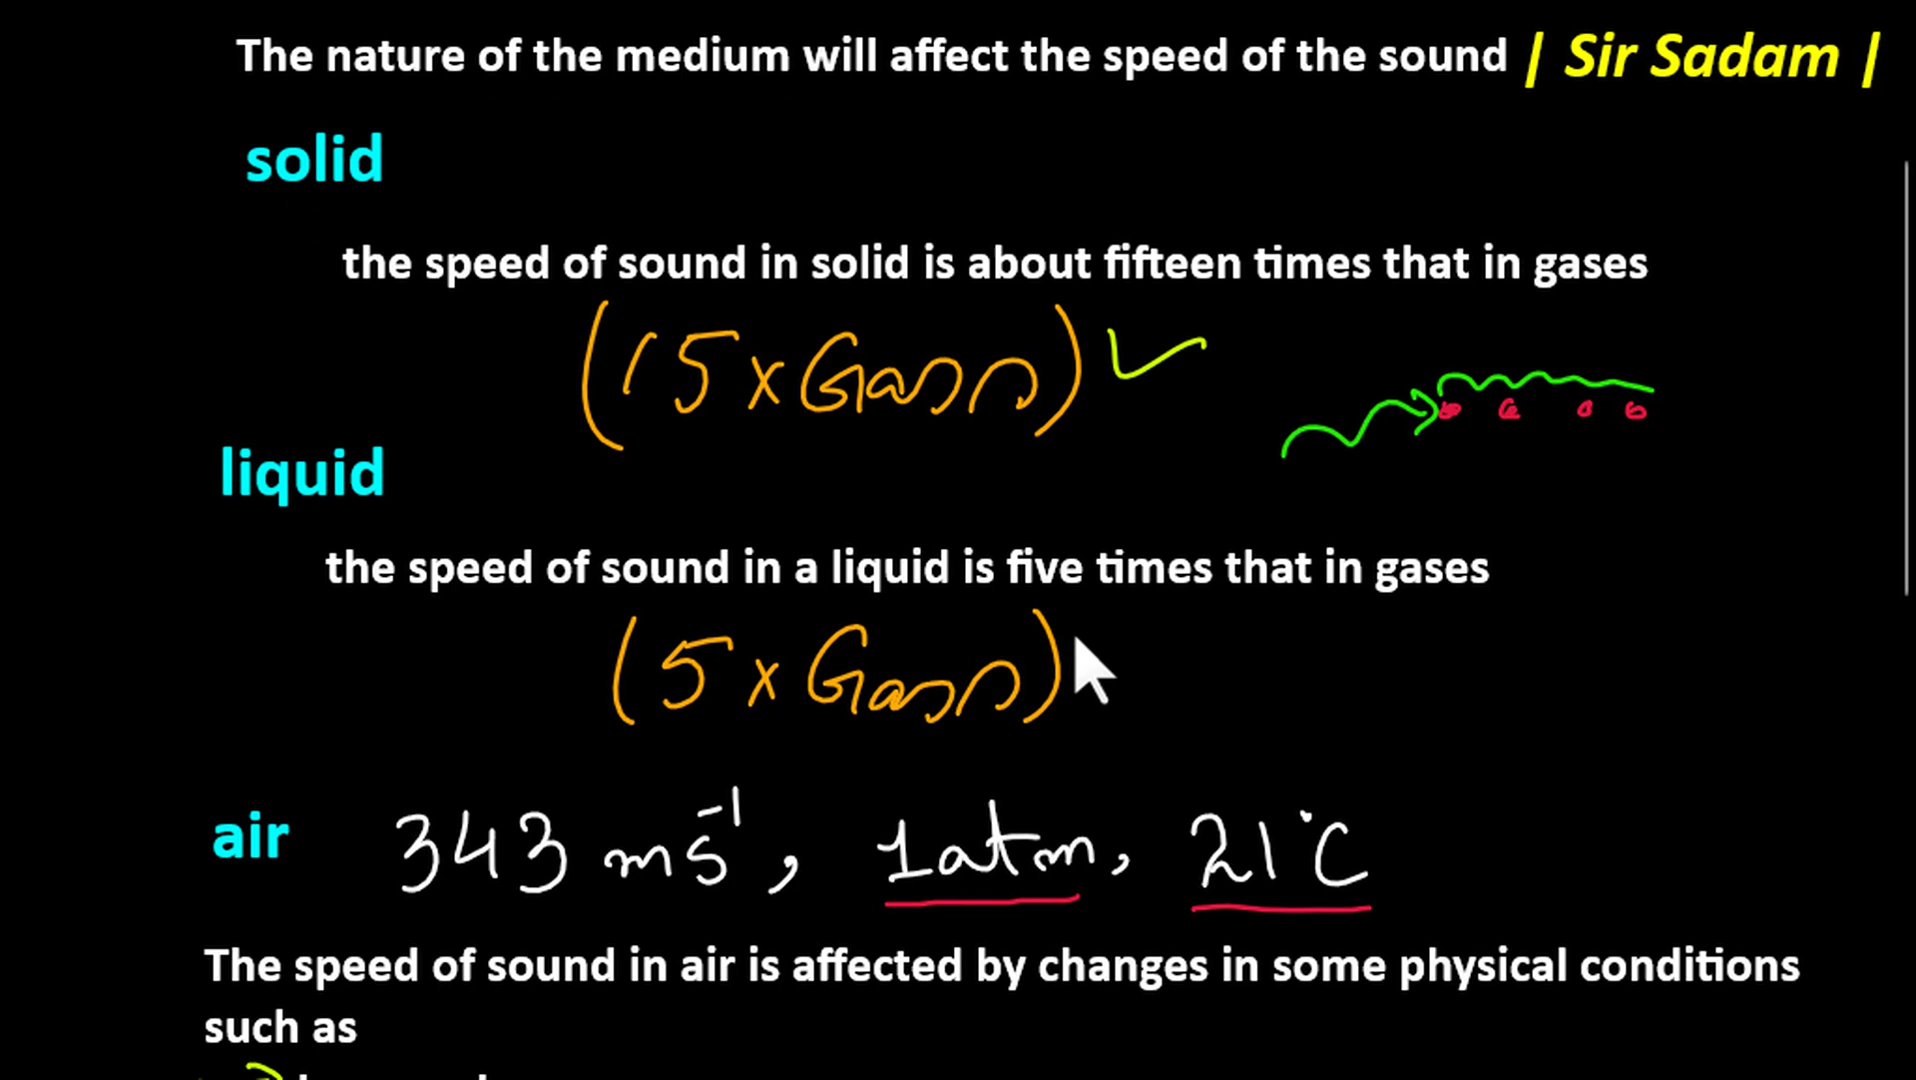 The nature of the medium will affect the speed of the sound | Sir Sadam |
solid
the speed of sound in solid is about fifteen times that in gases
(15 x Gases)
liquid
the speed of sound in a liquid is five times that in gases
(5 x Gases)
air 343 ms⁻¹, 1atm, 21°C
The speed of sound in air is affected by changes in some physical conditions
such as